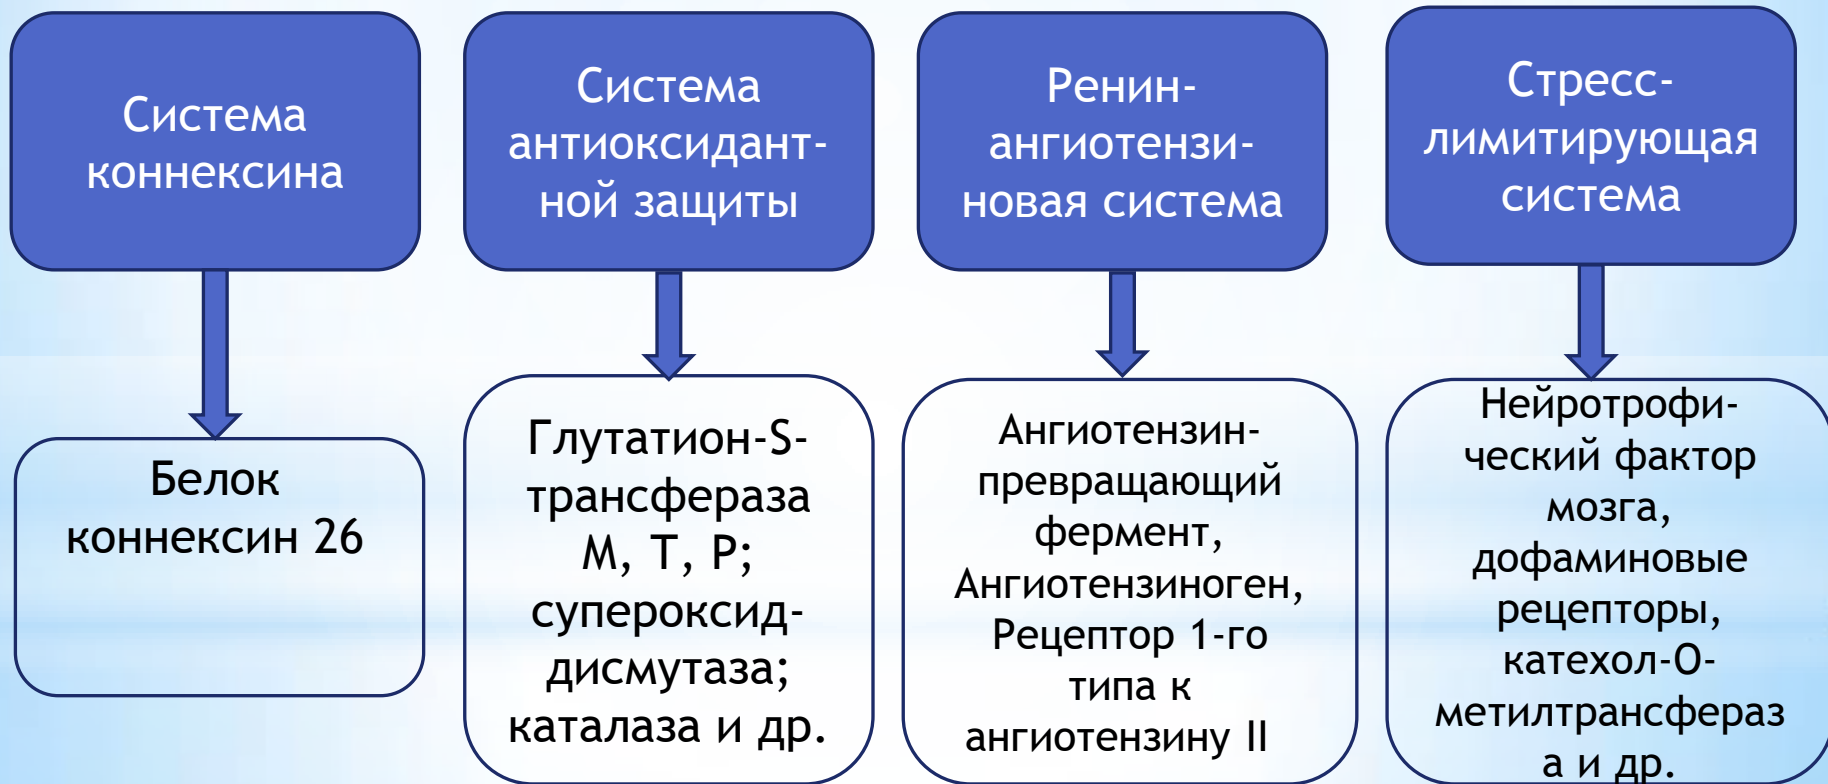 Система
коннексина
Система
антиоксидант-
ной защиты
Ренин-
ангиотензи-
новая система
Стресс-
лимитирующая
система
Белок
коннексин 26
Глутатион-S-
трансфераза
M, T, P;
супероксид-
дисмутаза;
каталаза и др.
Ангиотензин-
превращающий
фермент,
Ангиотензиноген,
Рецептор 1-го
типа к
ангиотензину II
Нейротрофи-
ческий фактор
мозга,
дофаминовые
рецепторы,
катехол-О-
метилтрансфераз
а и др.